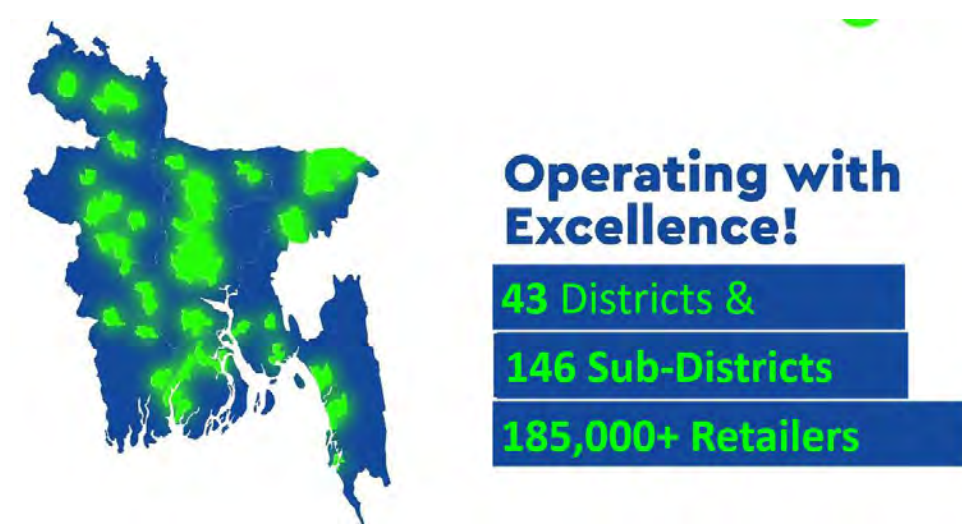 Operating with
Excellence!
43 Districts &
146 Sub-Districts
185,000+ Retailers